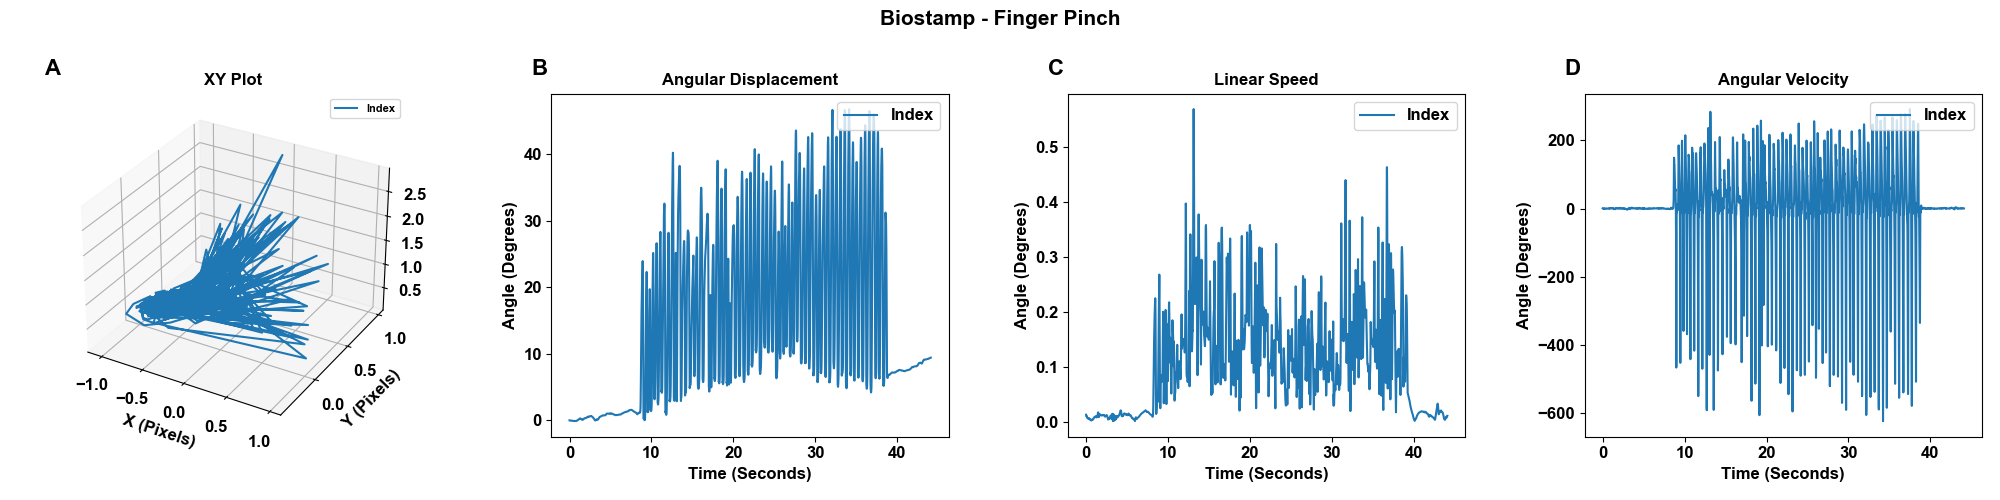 Biostamp - Finger Pinch
A
XY Plot
Index
2.5
2.0
1.5
1.0
0.5
1.0
0.5
0.0
Y (Pixels)
−1.0
−0.5
0.0
0.5
1.0
X (Pixels)
B
Angular Displacement
Index
Angle (Degrees)
40
30
20
10
0
0 10 20 30 40
Time (Seconds)
C
Linear Speed
Index
Angle (Degrees)
0.5
0.4
0.3
0.2
0.1
0.0
0 10 20 30 40
Time (Seconds)
D
Angular Velocity
Index
Angle (Degrees)
200
0
−200
−400
−600
0 10 20 30 40
Time (Seconds)